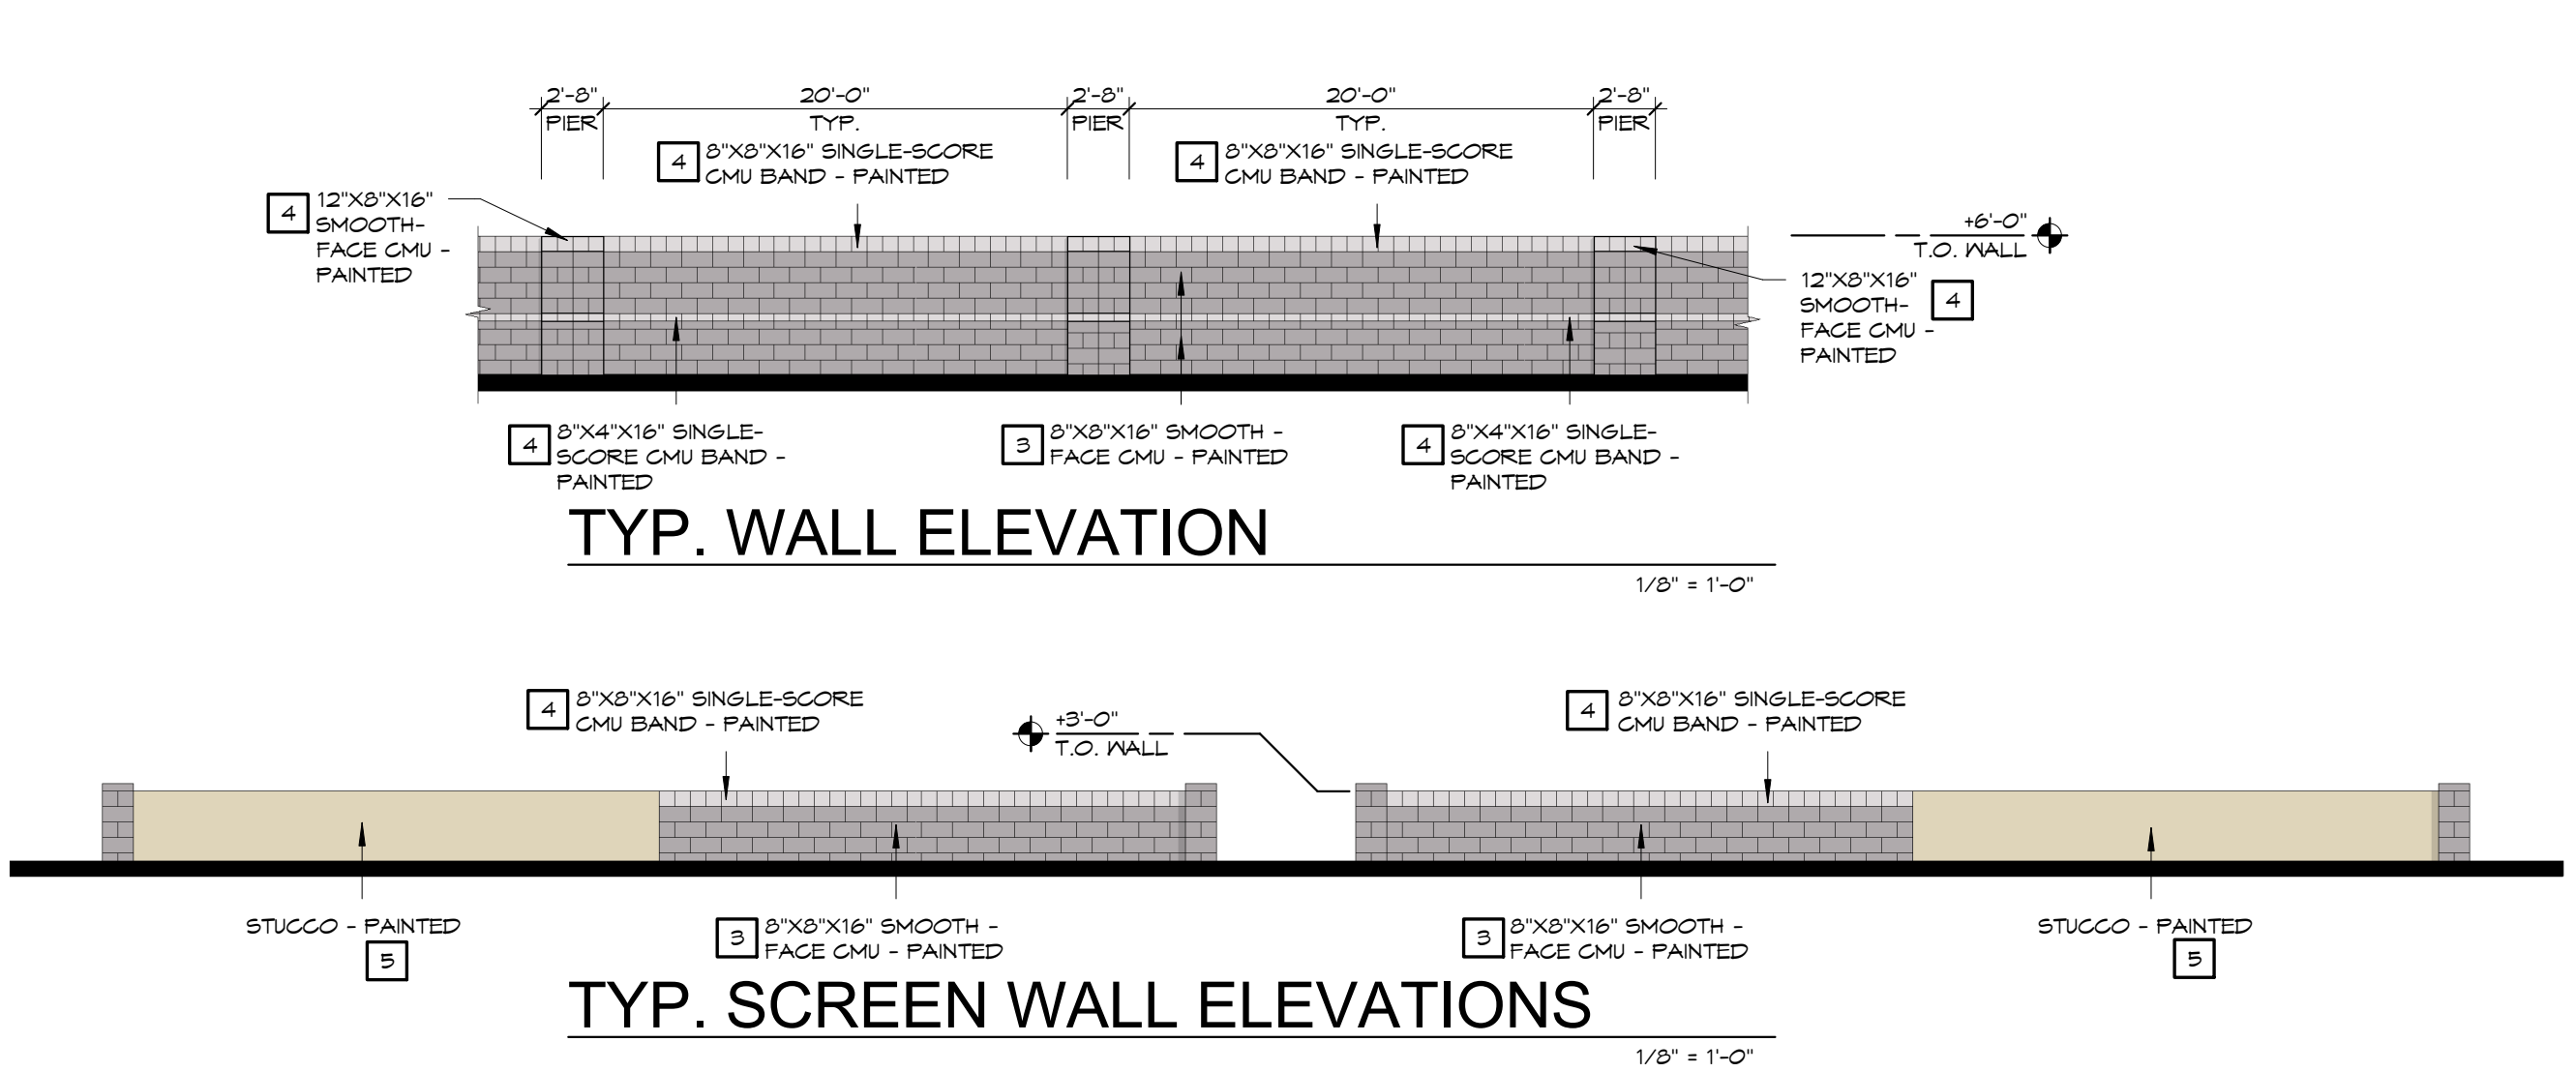 2'-8" 20'-0" 2'-8" 20'-0" 2'-8"
PIER TYP. PIER TYP. PIER
4 8"X8"X16" SINGLE-SCORE
CMU BAND - PAINTED
4 8"X8"X16" SINGLE-SCORE
CMU BAND - PAINTED
4 12"X8"X16"
SMOOTH-
FACE CMU -
PAINTED
+6'-0"
T.O. WALL
12"X8"X16"
SMOOTH- 4
FACE CMU -
PAINTED
4 8"X4"X16" SINGLE-
SCORE CMU BAND -
PAINTED
3 8"X8"X16" SMOOTH -
FACE CMU - PAINTED
4 8"X4"X16" SINGLE-
SCORE CMU BAND -
PAINTED
TYP. WALL ELEVATION
1/8" = 1'-0"
4 8"X8"X16" SINGLE-SCORE
CMU BAND - PAINTED
+3'-0"
T.O. WALL
4 8"X8"X16" SINGLE-SCORE
CMU BAND - PAINTED
STUCCO - PAINTED
5
3 8"X8"X16" SMOOTH -
FACE CMU - PAINTED
3 8"X8"X16" SMOOTH -
FACE CMU - PAINTED
STUCCO - PAINTED
5
TYP. SCREEN WALL ELEVATIONS
1/8" = 1'-0"